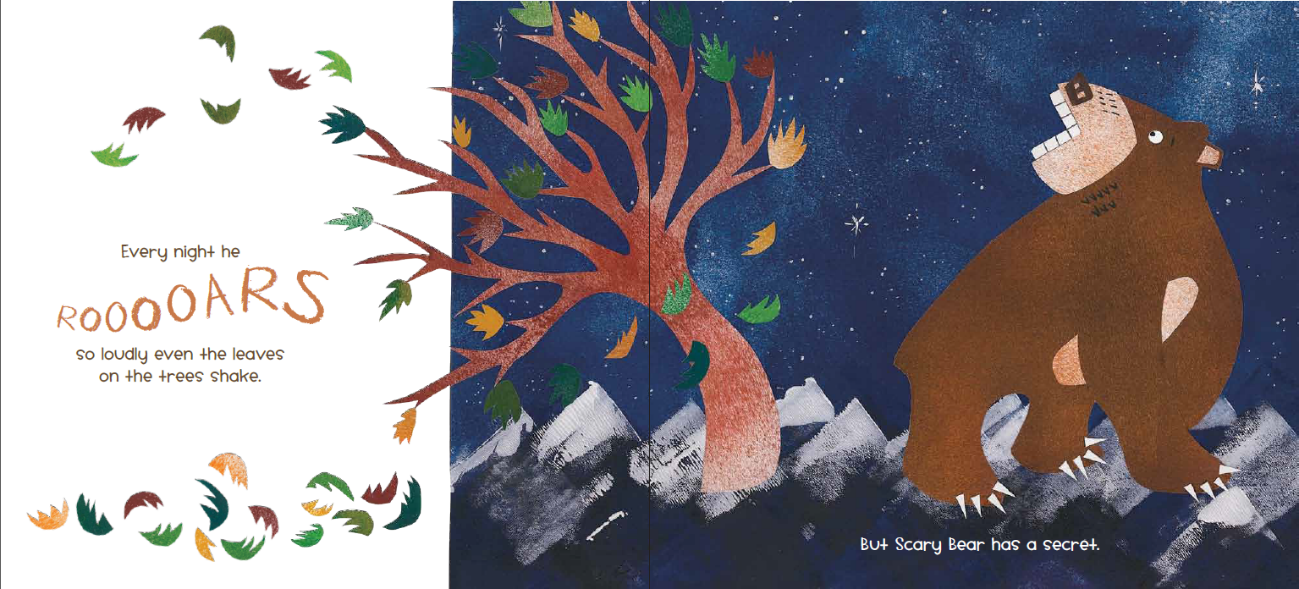 Every night he
ROOOOARS
so loudly even the leaves
on the trees shake.
But Scary Bear has a secret.